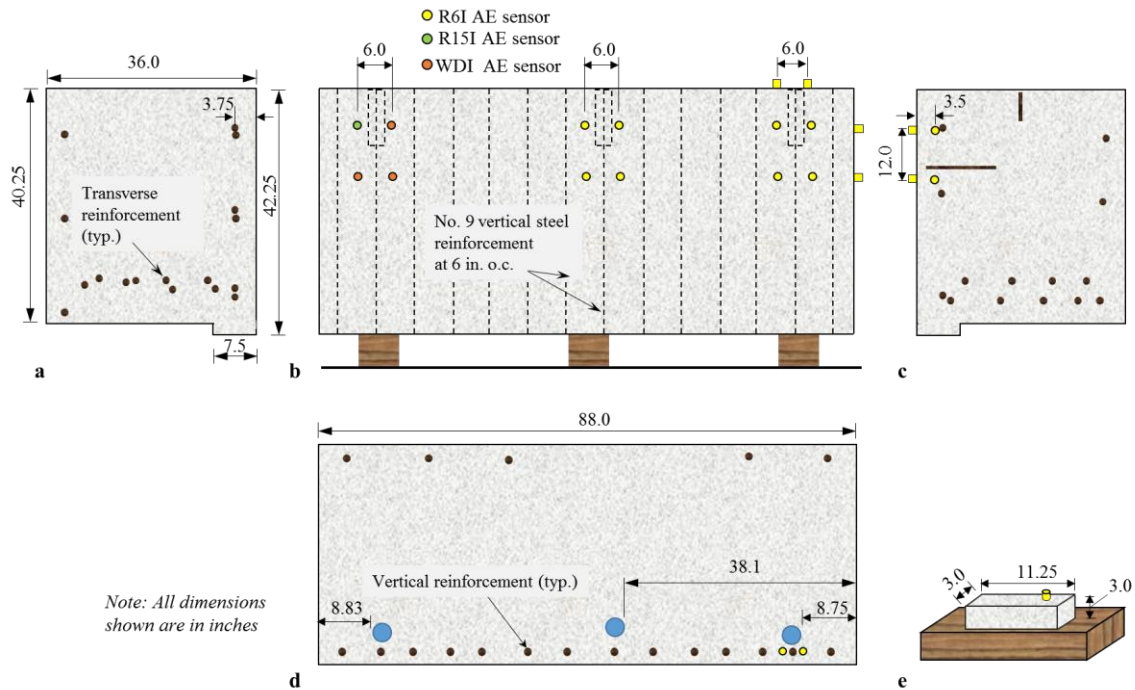 R6I AE sensor
R15I AE sensor
WDI AE sensor
36.0
3.75
40.25
42.25
Transverse
reinforcement
(typ.)
7.5
a
6.0
6.0
6.0
No. 9 vertical steel
reinforcement
at 6 in. o.c.
b
3.5
12.0
c
88.0
Vertical reinforcement (typ.)
38.1
8.83
8.75
d
Note: All dimensions
shown are in inches
3.0
11.25
3.0
e